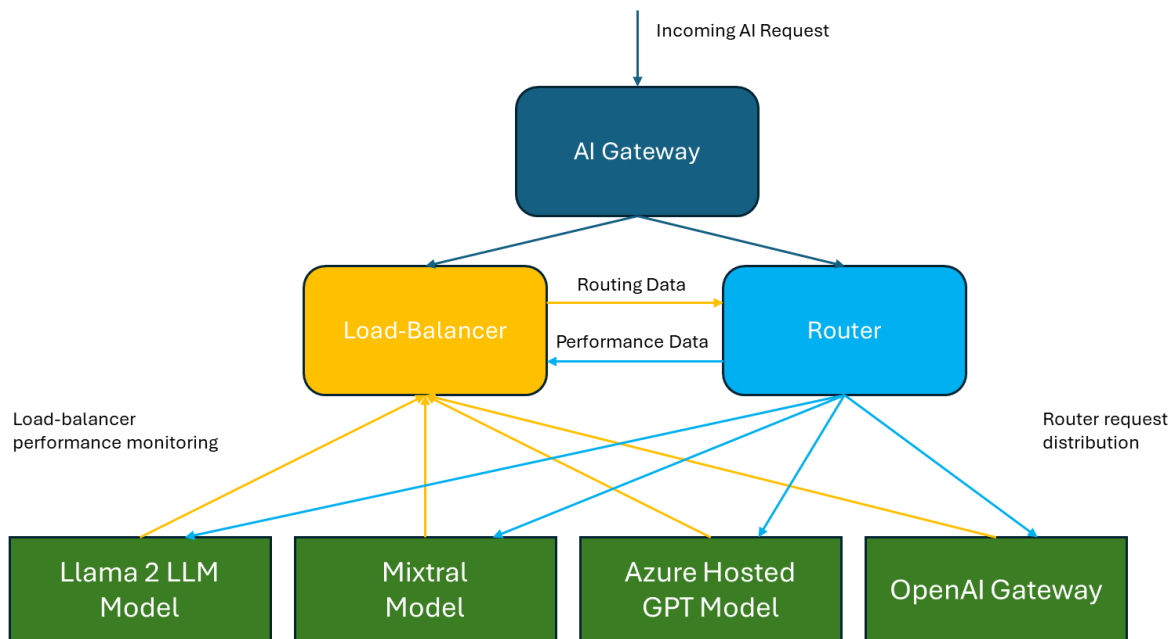 Incoming AI Request
AI Gateway
Load-Balancer
Routing Data
Performance Data
Router
Load-balancer
performance monitoring
Router request
distribution
Llama 2 LLM
Model
Mixtral
Model
Azure Hosted
GPT Model
OpenAI Gateway